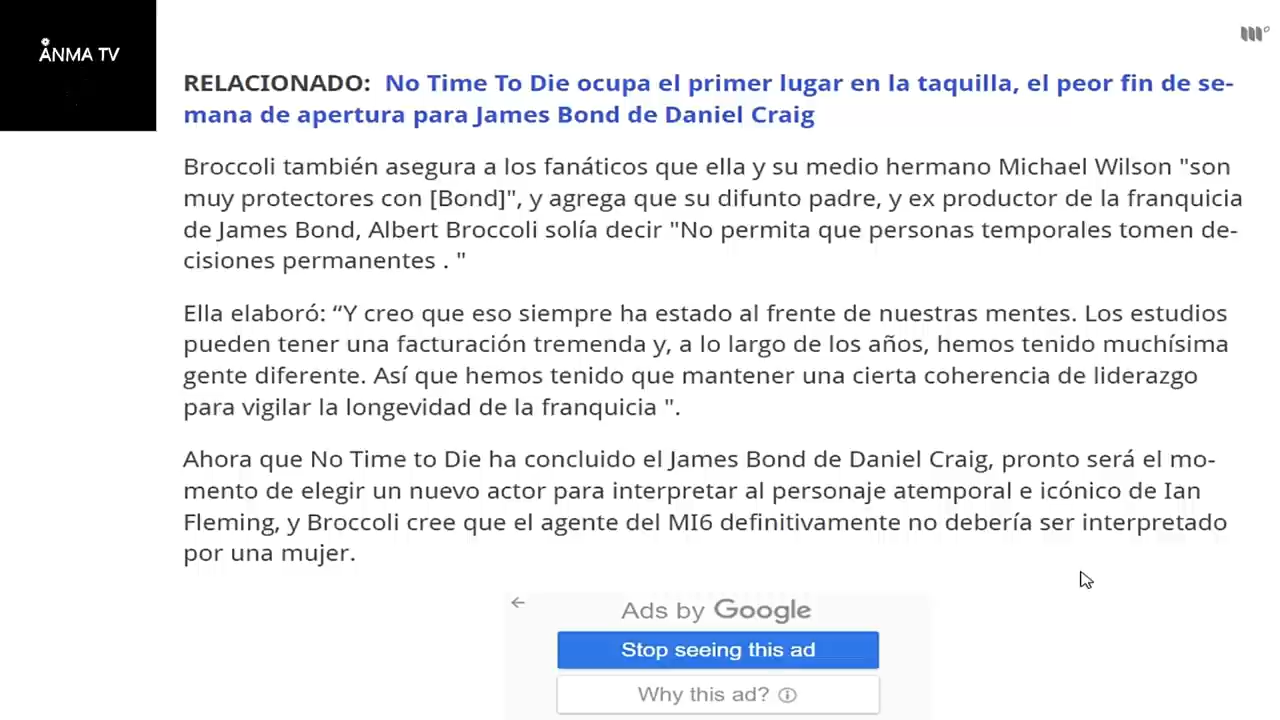 ANMA TV
RELACIONADO: No Time To Die ocupa el primer lugar en la taquilla, el peor fin de se-
mana de apertura para James Bond de Daniel Craig
Broccoli también asegura a los fanáticos que ella y su medio hermano Michael Wilson "son
muy protectores con [Bond]", y agrega que su difunto padre, y ex productor de la franquicia
de James Bond, Albert Broccoli solía decir "No permita que personas temporales tomen de-
cisiones permanentes . "
Ella elaboró: “Y creo que eso siempre ha estado al frente de nuestras mentes. Los estudios
pueden tener una facturación tremenda y, a lo largo de los años, hemos tenido muchísima
gente diferente. Así que hemos tenido que mantener una cierta coherencia de liderazgo
para vigilar la longevidad de la franquicia ".
Ahora que No Time to Die ha concluido el James Bond de Daniel Craig, pronto será el mo-
mento de elegir un nuevo actor para interpretar al personaje atemporal e icónico de Ian
Fleming, y Broccoli cree que el agente del MI6 definitivamente no debería ser interpretado
por una mujer.
Ads by Google
Stop seeing this ad
Why this ad?